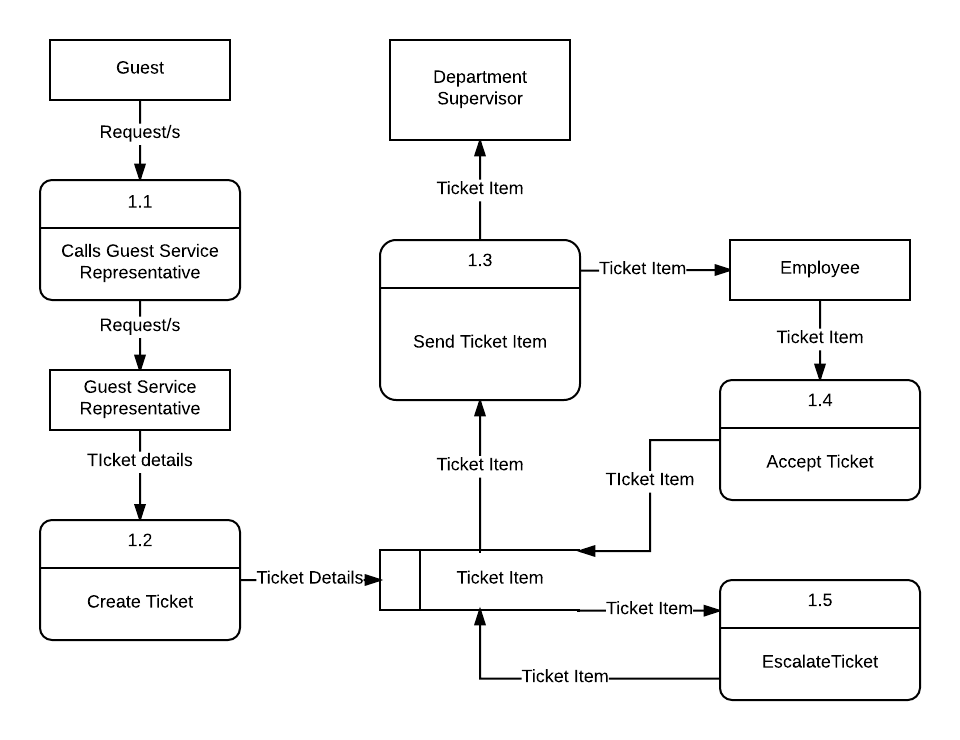 Guest
Request/s
1.1
Calls Guest Service
Representative
Request/s
Guest Service
Representative
TIcket details
1.2
Create Ticket
Ticket Details
Ticket Item
Ticket Item
1.3
Send Ticket Item
Ticket Item
Department
Supervisor
Ticket Item
Employee
Ticket Item
1.4
Accept Ticket
TIcket Item
Ticket Item
1.5
EscalateTicket
Ticket Item